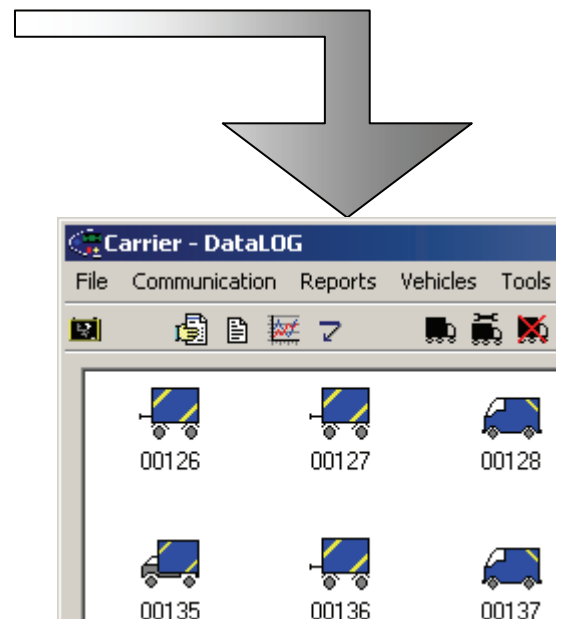 Carrier - DataLOG
File Communication Reports Vehicles Tools
00126 00127 00128
00135 00136 00137